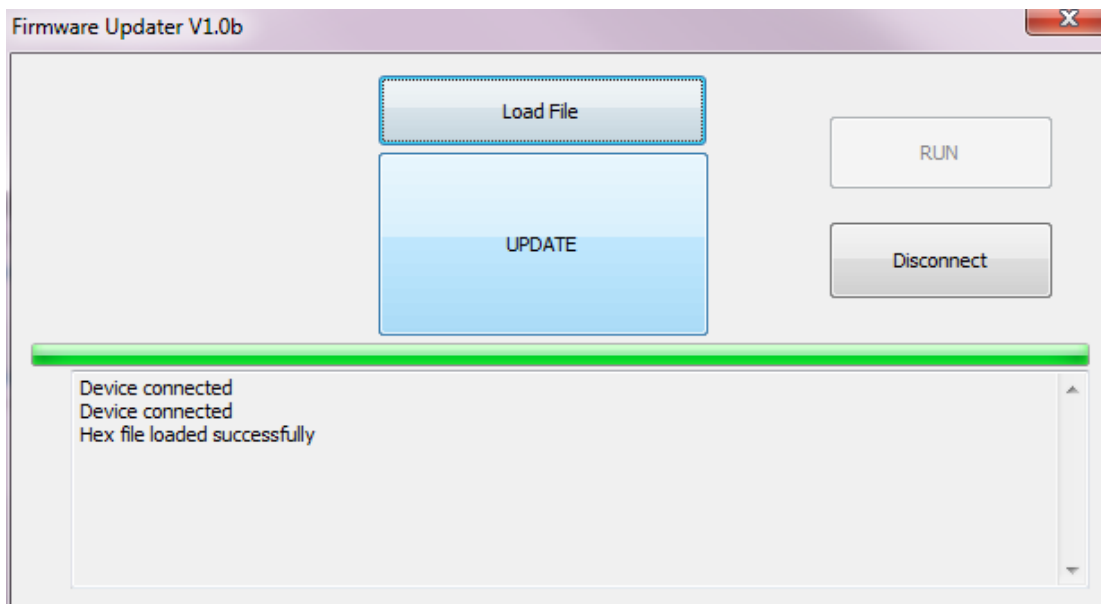 Firmware Updater V1.0b
Load File
RUN
UPDATE
Disconnect
Device connected
Device connected
Hex file loaded successfully